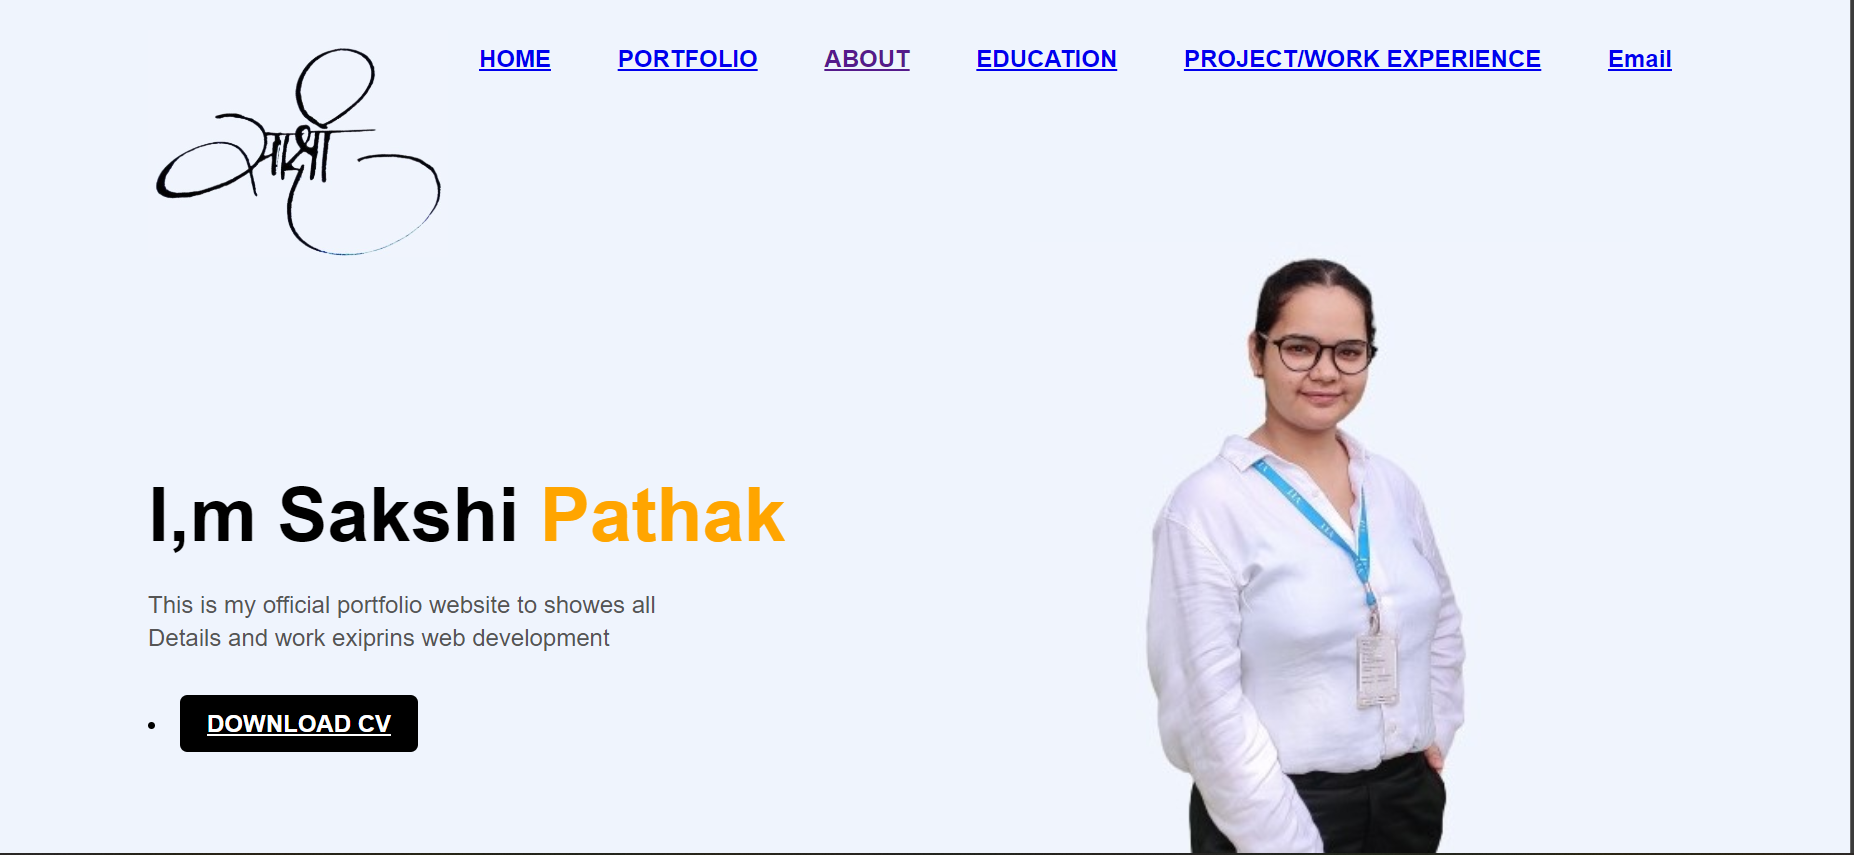 साक्षी
HOME PORTFOLIO ABOUT EDUCATION PROJECT/WORK EXPERIENCE Email
I,m Sakshi Pathak
This is my official portfolio website to showes all
Details and work exiprins web development
• DOWNLOAD CV